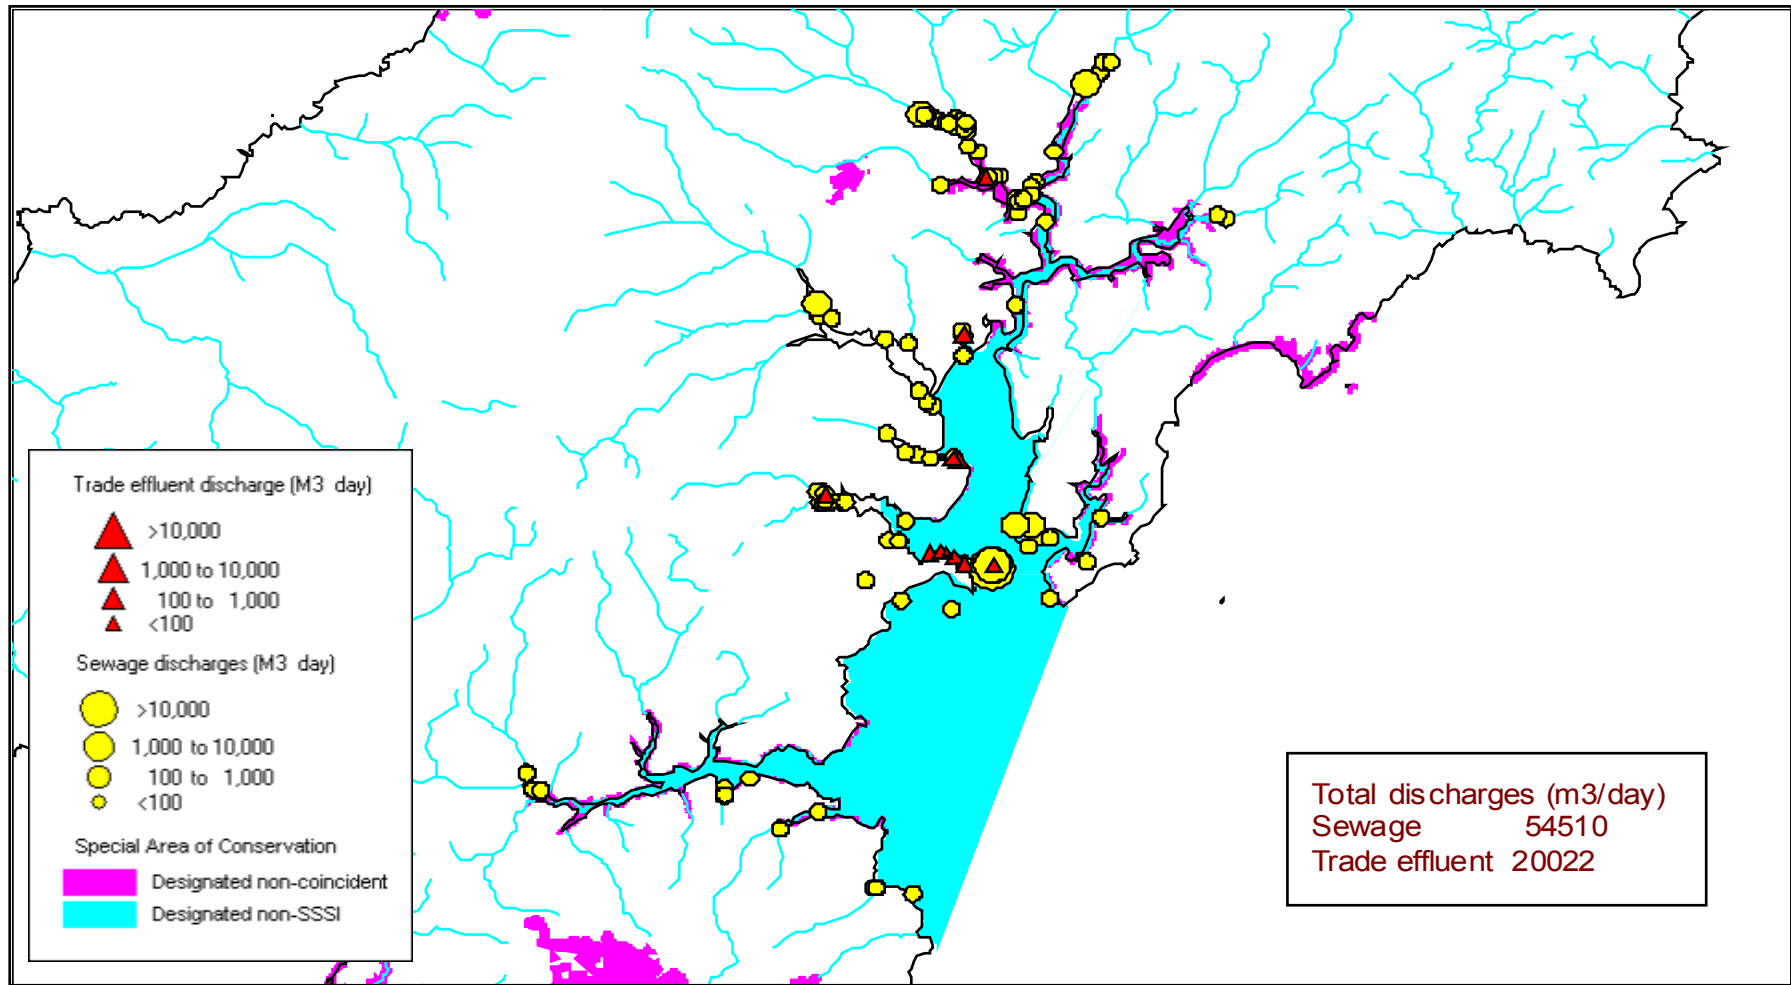 Trade effluent discharge (M3 day)
>10,000
1,000 to 10,000
100 to 1,000
<100
Sewage discharges (M3 day)
>10,000
1,000 to 10,000
100 to 1,000
<100
Special Area of Conservation
Designated non-coincident
Designated non-SSSI
Total discharges (m3/day)
Sewage 54510
Trade effluent 20022